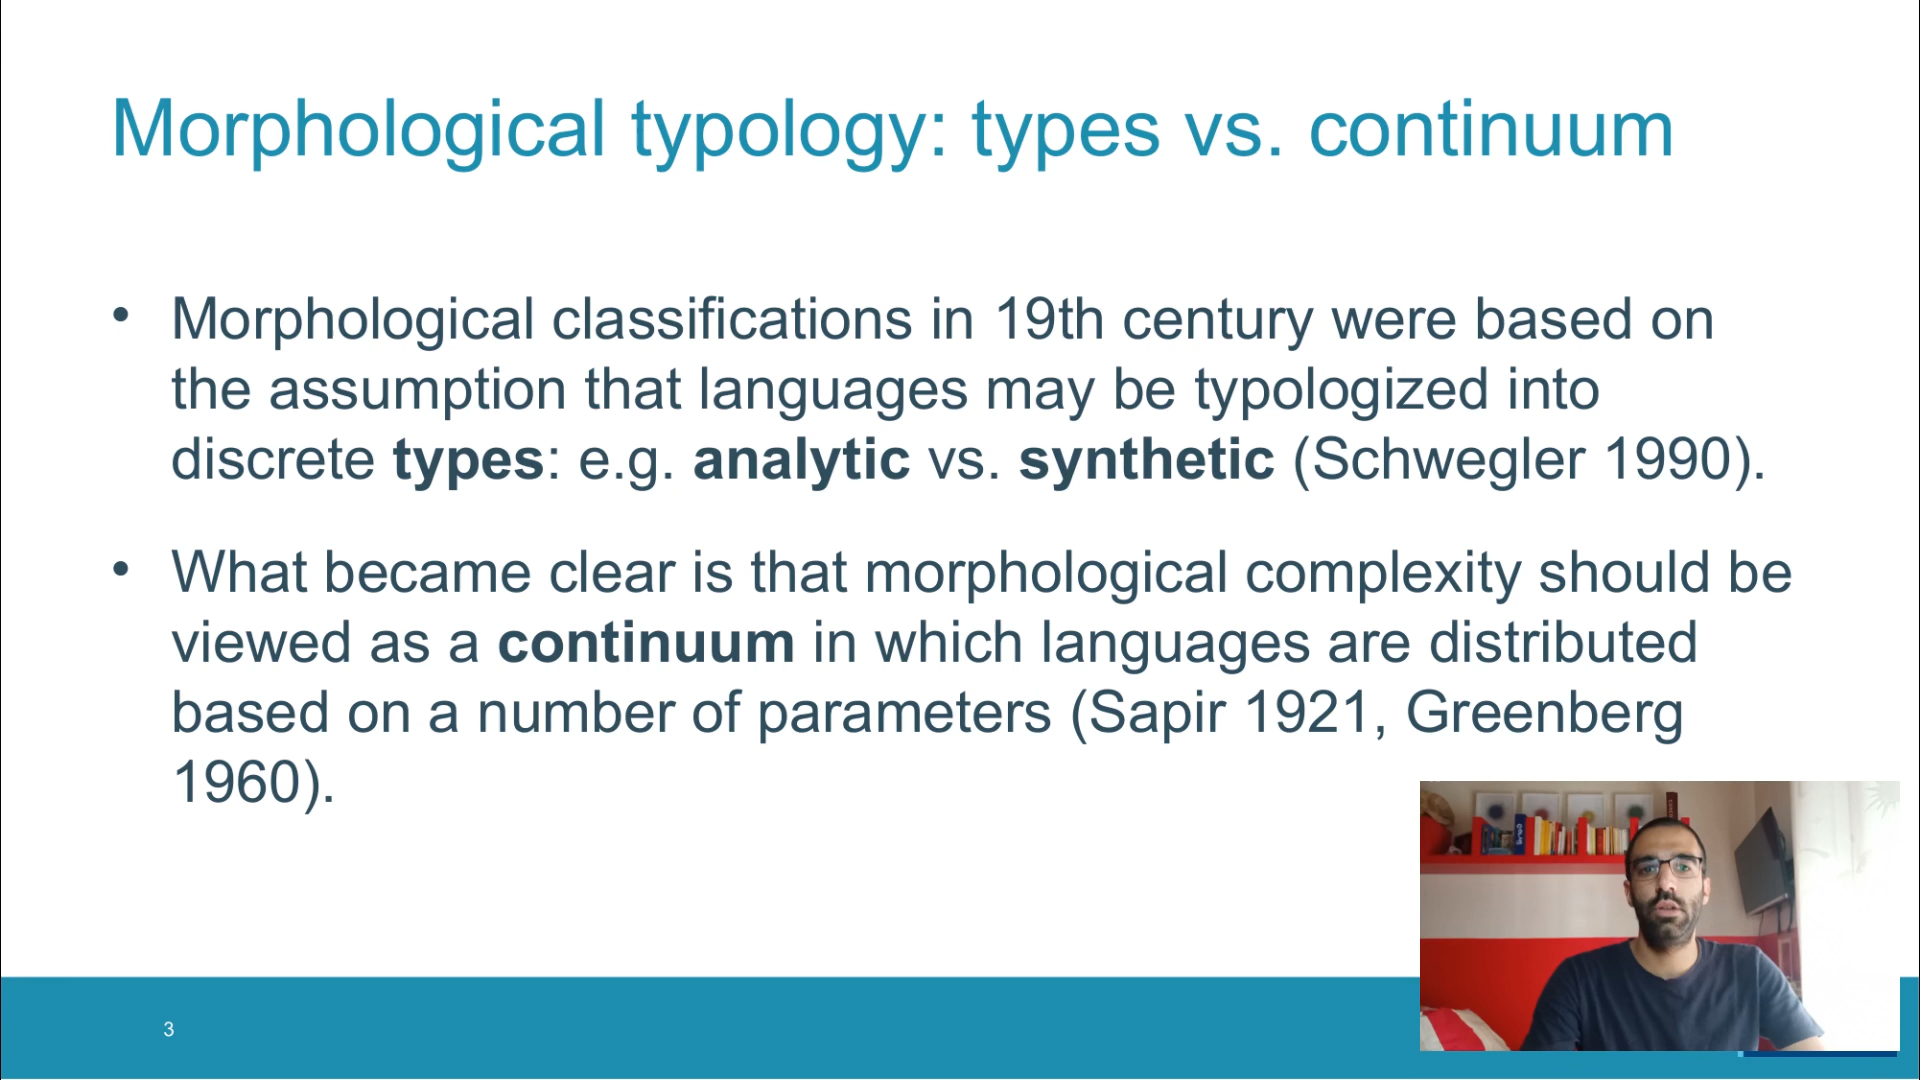 Morphological typology: types vs. continuum
• Morphological classifications in 19th century were based on
the assumption that languages may be typologized into
discrete types: e.g. analytic vs. synthetic (Schwegler 1990).
• What became clear is that morphological complexity should be
viewed as a continuum in which languages are distributed
based on a number of parameters (Sapir 1921, Greenberg
1960).
3